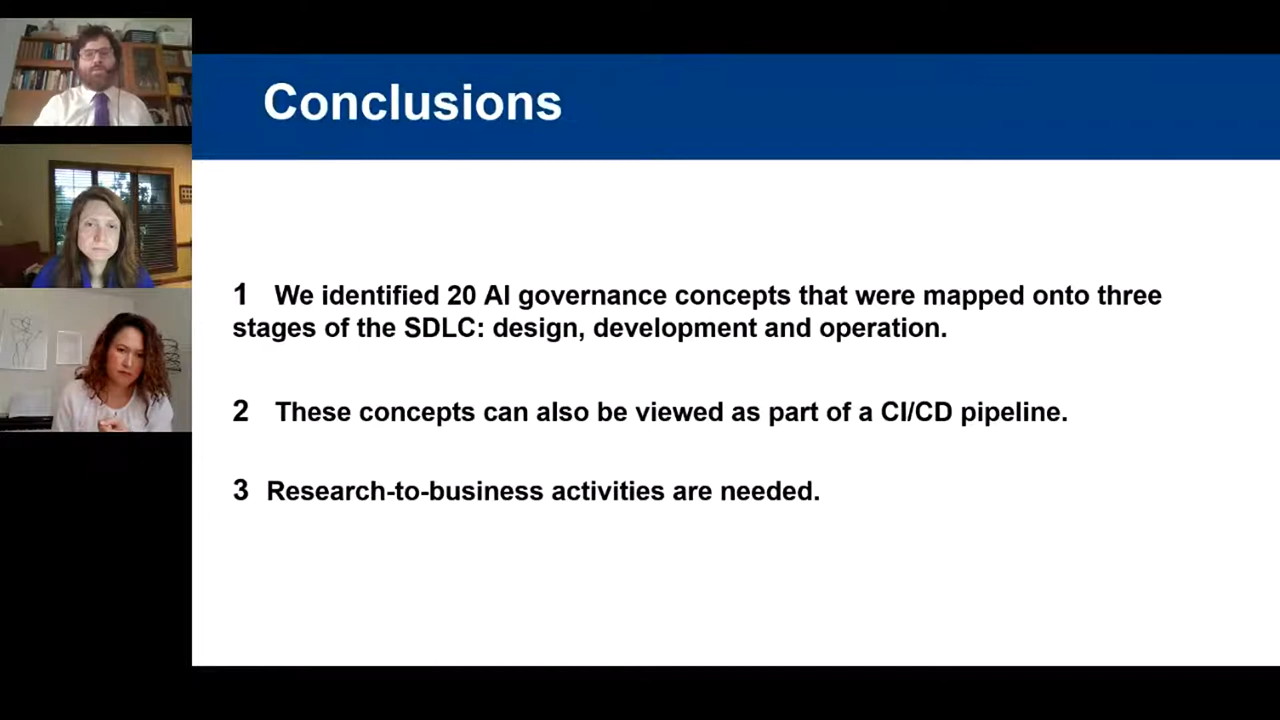 Conclusions
1 We identified 20 AI governance concepts that were mapped onto three
stages of the SDLC: design, development and operation.
2 These concepts can also be viewed as part of a CI/CD pipeline.
3 Research-to-business activities are needed.